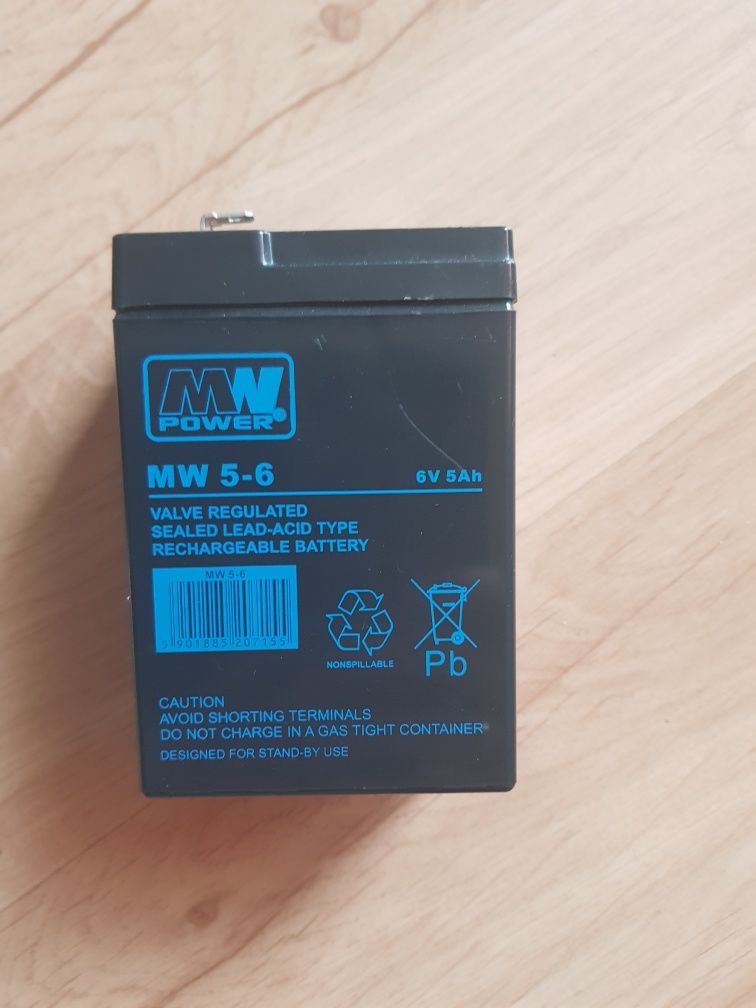 MW
POWER®
MW 5-6 6V 5Ah
VALVE REGULATED
SEALED LEAD-ACID TYPE
RECHARGEABLE BATTERY
MW 5-6
5 901885 207155
NONSPILLABLE
Pb
CAUTION
AVOID SHORTING TERMINALS
DO NOT CHARGE IN A GAS TIGHT CONTAINER
DESIGNED FOR STAND-BY USE